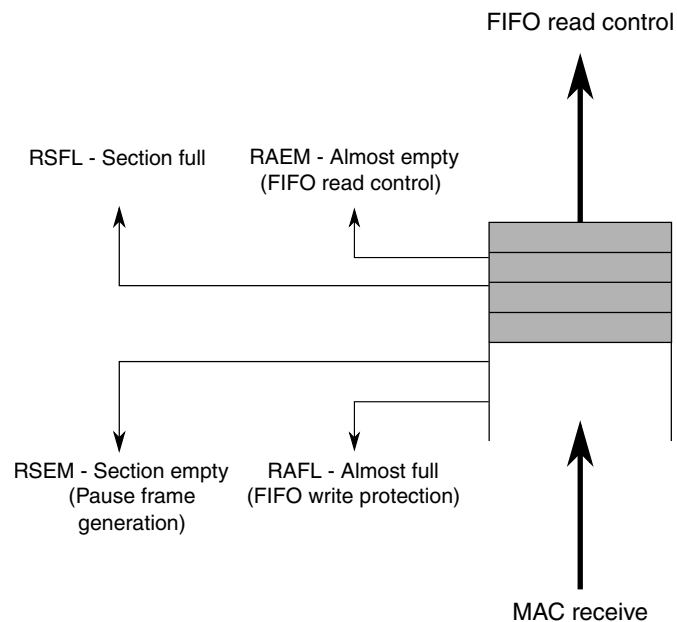 FIFO read control
RSFL - Section full
RAEM - Almost empty
(FIFO read control)
RSEM - Section empty
(Pause frame
generation)
RAFL - Almost full
(FIFO write protection)
MAC receive